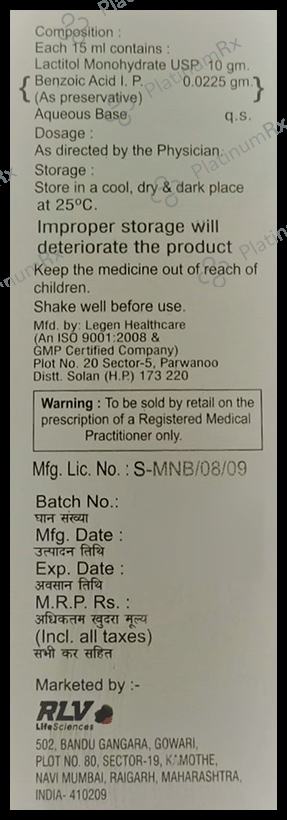 Composition :
Each 15 ml contains :
Lactitol Monohydrate USP 10 gm.
Benzoic Acid I. P. 0.0225 gm.
(As preservative)
Aqueous Base q.s.
Dosage :
As directed by the Physician.
Storage :
Store in a cool, dry & dark place
at 25ºC.
Improper storage will
deteriorate the product
Keep the medicine out of reach of
children.
Shake well before use.
Mfd. by: Legen Healthcare
(An ISO 9001:2008 &
GMP Certified Company)
Plot No. 20 Sector-5, Parwanoo
Distt. Solan (H.P.) 173 220
Warning : To be sold by retail on the
prescription of a Registered Medical
Practitioner only.
Mfg. Lic. No. : S-MNB/08/09
Batch No.:
घान संख्या
Mfg. Date :
उत्पादन तिथि
Exp. Date :
अवसान तिथि
M.R.P. Rs. :
अधिकतम खुदरा मूल्य
(Incl. all taxes)
सभी कर सहित
Marketed by :-
RLV
LifeSciences
502, BANDU GANGARA, GOWARI,
PLOT NO. 80, SECTOR-19, KAMOTHE,
NAVI MUMBAI, RAIGARH, MAHARASHTRA,
INDIA- 410209
PlatinumRx
PlatinumRx
PlatinumRx